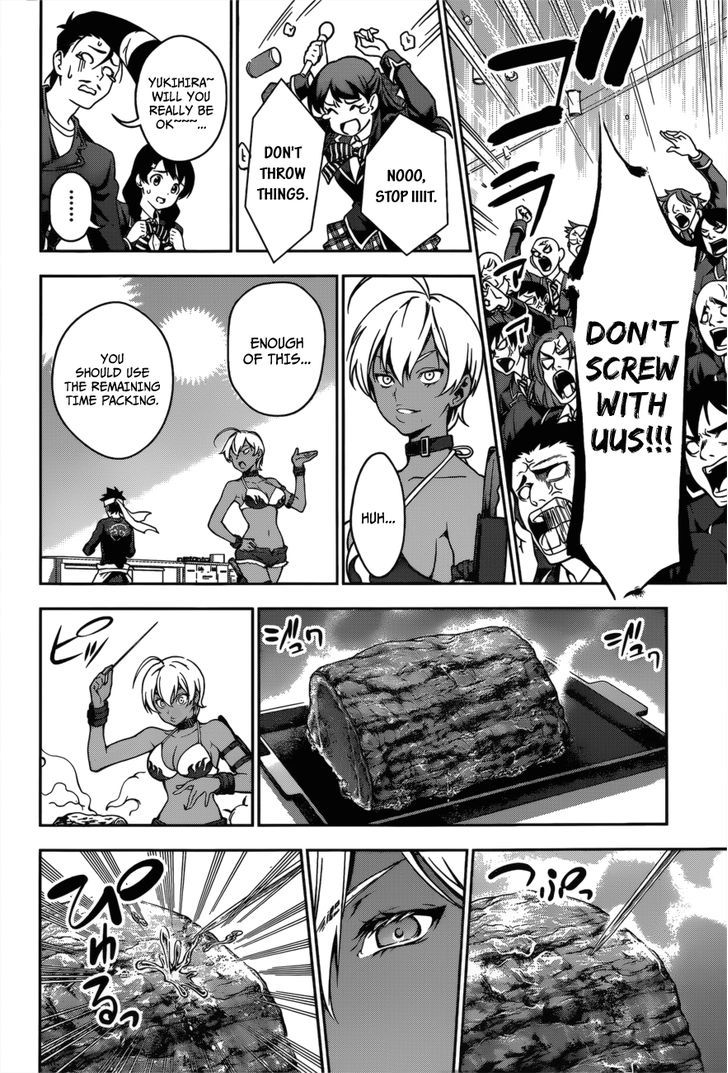 DON'T
SCREW
WITH
UUS!!!
NOOO,
STOP IIIIT.
DON'T
THROW
THINGS.
YUKIHIRA~
WILL YOU
REALLY BE
OK~~~...
......
HUH...
ENOUGH
OF THIS...
YOU
SHOULD USE
THE REMAINING
TIME PACKING.
ジュワ
ジュワ
ピッ
つぷっ
ぴゅるっ